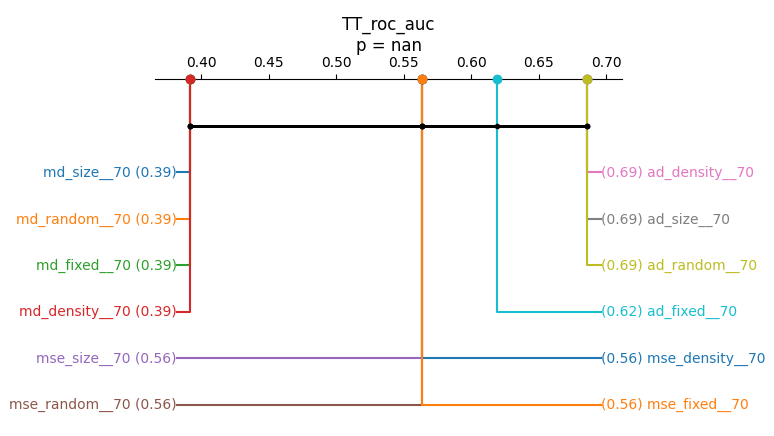 TT_roc_auc
p = nan
0.40 0.45 0.50 0.55 0.60 0.65 0.70
md_size__70 (0.39)
(0.69) ad_density__70
md_random__70 (0.39)
(0.69) ad_size__70
md_fixed__70 (0.39)
(0.69) ad_random__70
md_density__70 (0.39)
(0.62) ad_fixed__70
mse_size__70 (0.56)
(0.56) mse_density__70
mse_random__70 (0.56)
(0.56) mse_fixed__70